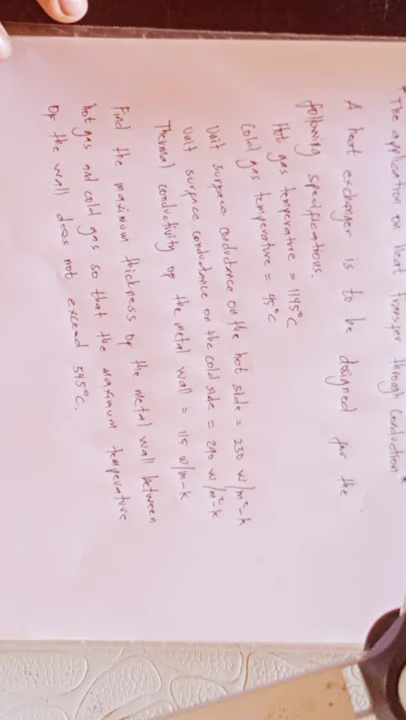 "The application on heat transfer through conduction"
A heat exchanger is to be designed for the
following specifications.
Hot gas temperature = 1145°C
Cold gas temperature = 45°C
Unit surface conductance on the hot side = 230 W/m²-k
Unit surface conductance on the cold side = 290 W/m²-k
Thermal conductivity of the metal wall = 115 W/m-k
Find the maximum thickness of the metal wall between
hot gas and cold gas so that the maximum temperature
of the wall does not exceed 545°C.